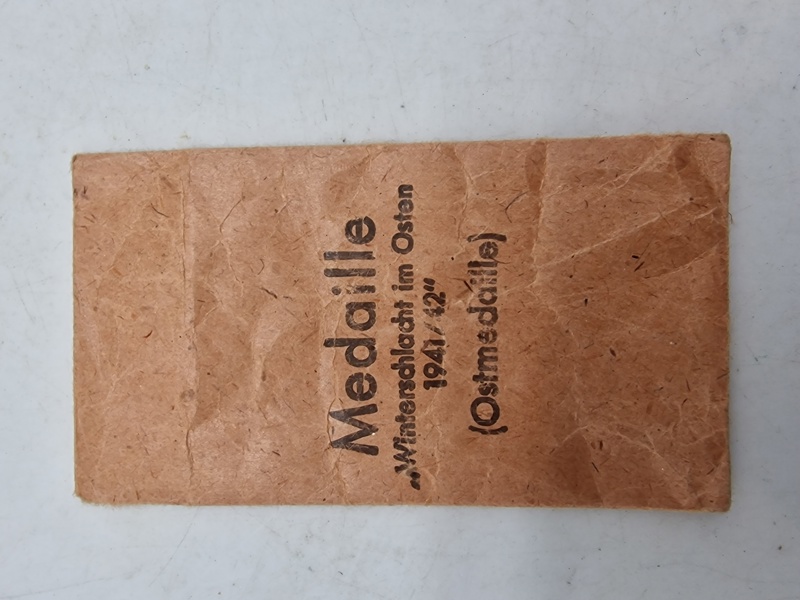 Medaille
„Winterschlacht im Osten
1941/42“
(Ostmedaille)